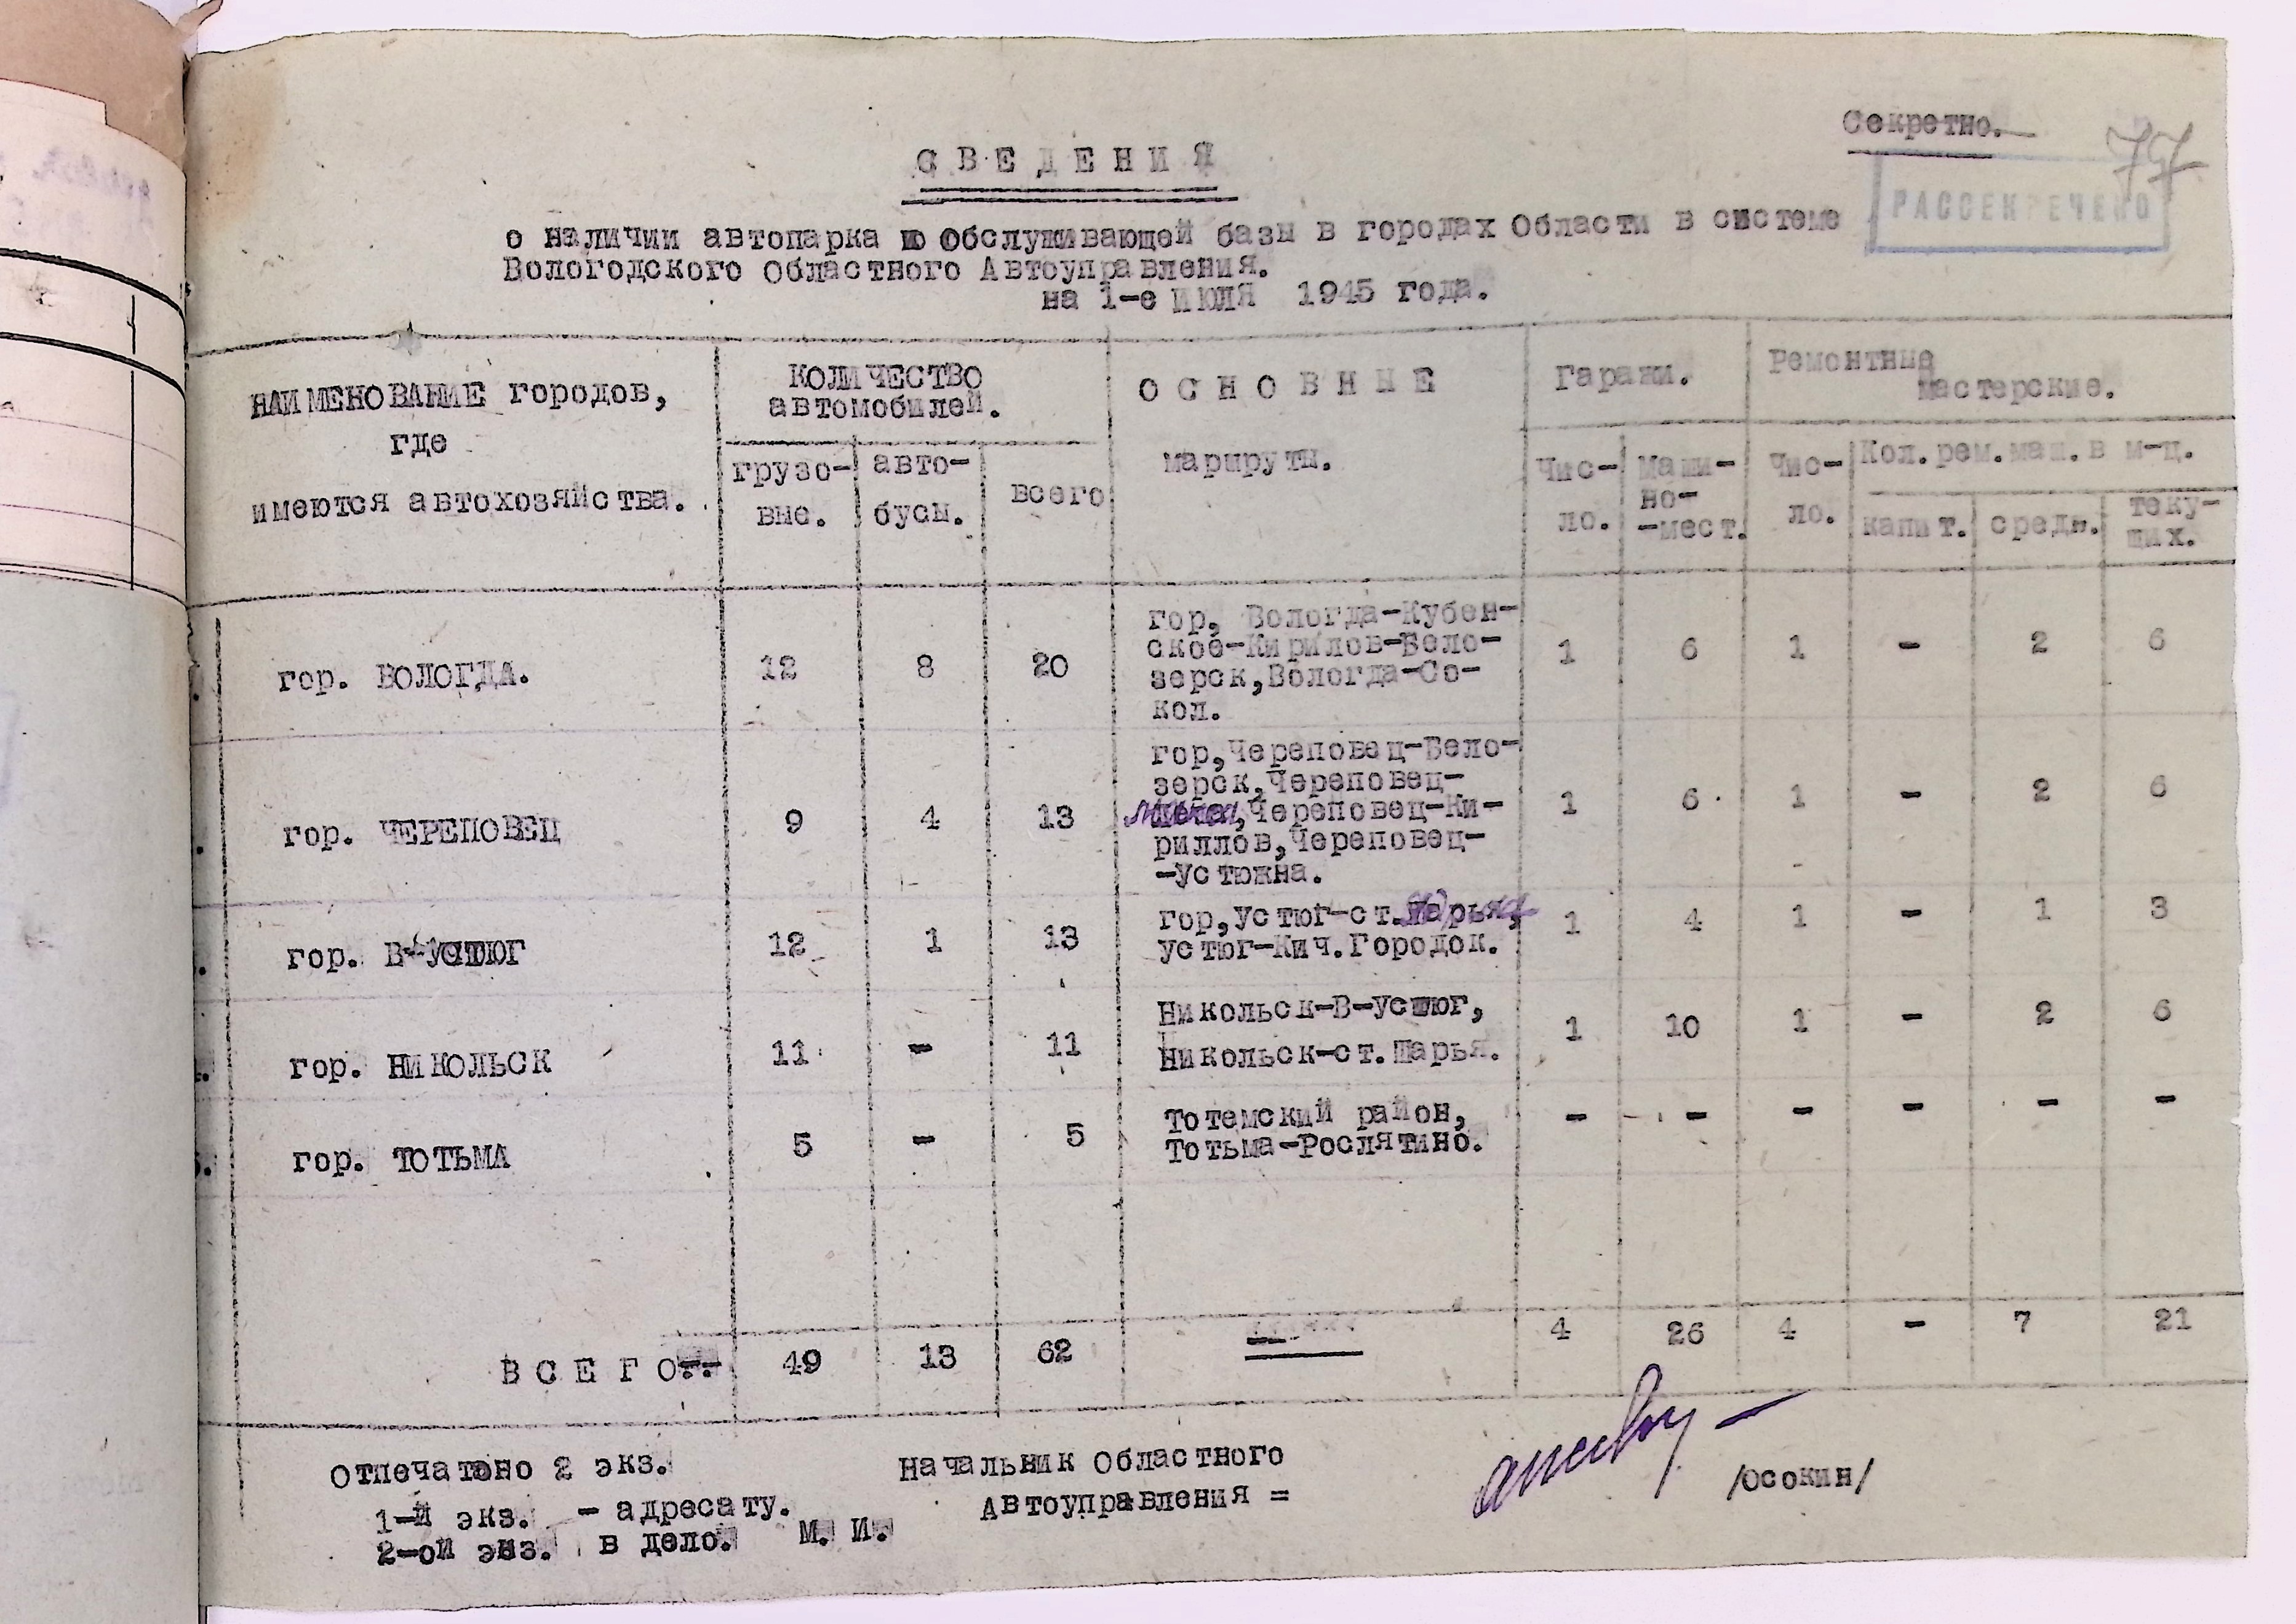 Секретно.
77
РАССЕКРЕЧЕНО
СВЕДЕНИЯ
о наличии автопарка и обслуживающей базы в городах Области в системе
Вологодского Областного Автоуправления.
на 1-е ИЮЛЯ 1945 года.
НАИМЕНОВАНИЕ городов,
где
имеются автохозяйства.
КОЛИЧЕСТВО
автомобилей.
грузо-
вые.
авто-
бусы.
всего
ОСНОВНЫЕ
маршруты.
Гаражи.
Чис-
ло.
Маши-
но-
-мест.
Ремонтные
мастерские.
Чис-
ло.
Кол.рем.маш.в м-ц.
капит.
средн.
теку-
щих.
гор. ВОЛОГДА. 12 8 20
гор, Вологда-Кубен-
ское-Кирилов-Бело-
зерск,Вологда-Со-
кол.
1 6 1 - 2 6
гор. ЧЕРЕПОВЕЦ 9 4 13
гор,Череповец-Бело-
зерск,Череповец-
,Череповец-Ки-
риллов,Череповец-
-Устюжна.
1 6 1 - 2 6
гор. В-УСТЮГ 12 1 13
гор,Устюг-ст.Шарья,
Устюг-Кич.Городок.
1 4 1 - 1 3
гор. НИКОЛЬСК 11 - 11
Никольск-В-Устюг,
Никольск-ст.Шарья.
1 10 1 - 2 6
гор. ТОТЬМА 5 - 5
Тотемский район,
Тотьма-Рослятино.
- - - - - -
ВСЕГО-- 49 13 62 4 26 4 - 7 21
Отпечатано 2 экз.
1-й экз. - адресату.
2-ой экз. в дело. М. И.
Начальник Областного
Автоуправления =
/Осокин/